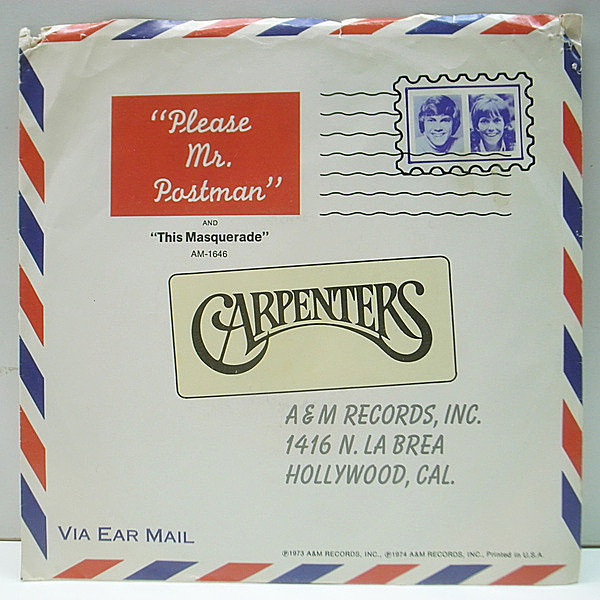 “Please
Mr.
Postman”
AND
“This Masquerade”
AM-1646
CARPENTERS
A & M RECORDS, INC.
1416 N. LA BREA
HOLLYWOOD, CAL.
VIA EAR MAIL
℗1973 A&M RECORDS, INC., ℗1974 A&M RECORDS, INC., Printed in U.S.A.